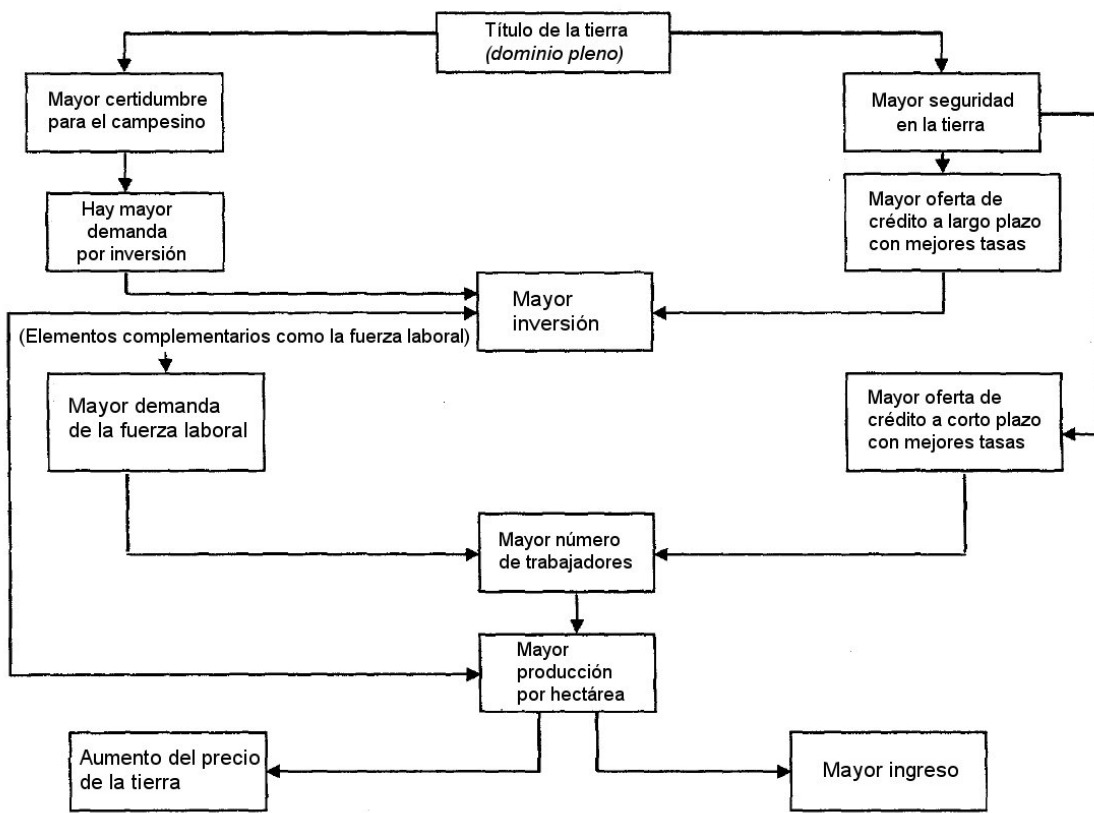 Título de la tierra
(dominio pleno)
Mayor certidumbre
para el campesino
Mayor seguridad
en la tierra
Hay mayor
demanda
por inversión
Mayor oferta de
crédito a largo plazo
con mejores tasas
Mayor
inversión
(Elementos complementarios como la fuerza laboral)
Mayor demanda
de la fuerza laboral
Mayor oferta de
crédito a corto plazo
con mejores tasas
Mayor número
de trabajadores
Mayor
producción
por hectárea
Aumento del precio
de la tierra
Mayor ingreso